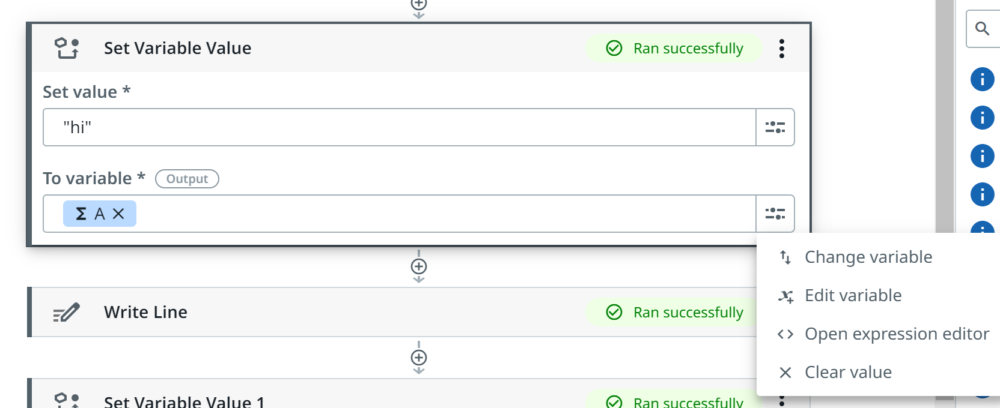 Set Variable Value
Ran successfully
Set value *
"hi"
To variable * Output
Σ A
Change variable
Edit variable
Write Line
Ran successfully
Open expression editor
Clear value
Set Variable Value 1
Ran successfully